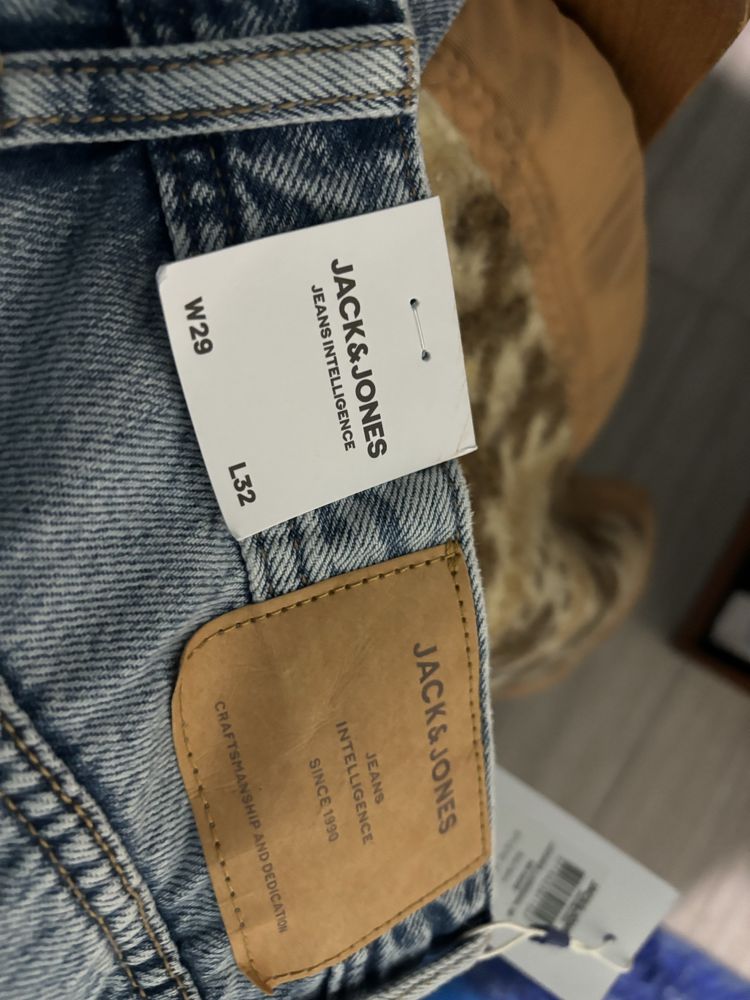 JACK&JONES
JEANS INTELLIGENCE
W29 L32
JACK&JONES
JEANS
INTELLIGENCE
SINCE 1990
CRAFTSMANSHIP AND DEDICATION